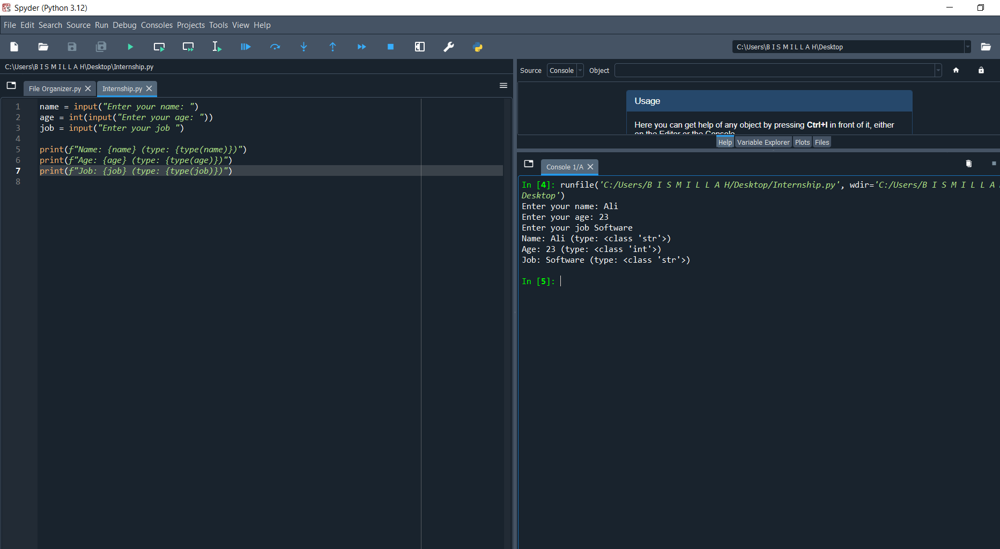 Spyder (Python 3.12)
File Edit Search Source Run Debug Consoles Projects Tools View Help
C:\Users\B I S M I L L A H\Desktop
C:\Users\B I S M I L L A H\Desktop\Internship.py
File Organizer.py
Internship.py
1 name = input("Enter your name: ")
2 age = int(input("Enter your age: "))
3 job = input("Enter your job ")
4
5 print(f"Name: {name} (type: {type(name)})")
6 print(f"Age: {age} (type: {type(age)})")
7 print(f"Job: {job} (type: {type(job)})")
8
Source Console Object
Usage
Here you can get help of any object by pressing Ctrl+I in front of it, either
on the Editor or the Console
Help Variable Explorer Plots Files
Console 1/A
In [4]: runfile('C:/Users/B I S M I L L A H/Desktop/Internship.py', wdir='C:/Users/B I S M I L L A
Desktop')
Enter your name: Ali
Enter your age: 23
Enter your job Software
Name: Ali (type: <class 'str'>)
Age: 23 (type: <class 'int'>)
Job: Software (type: <class 'str'>)
In [5]: